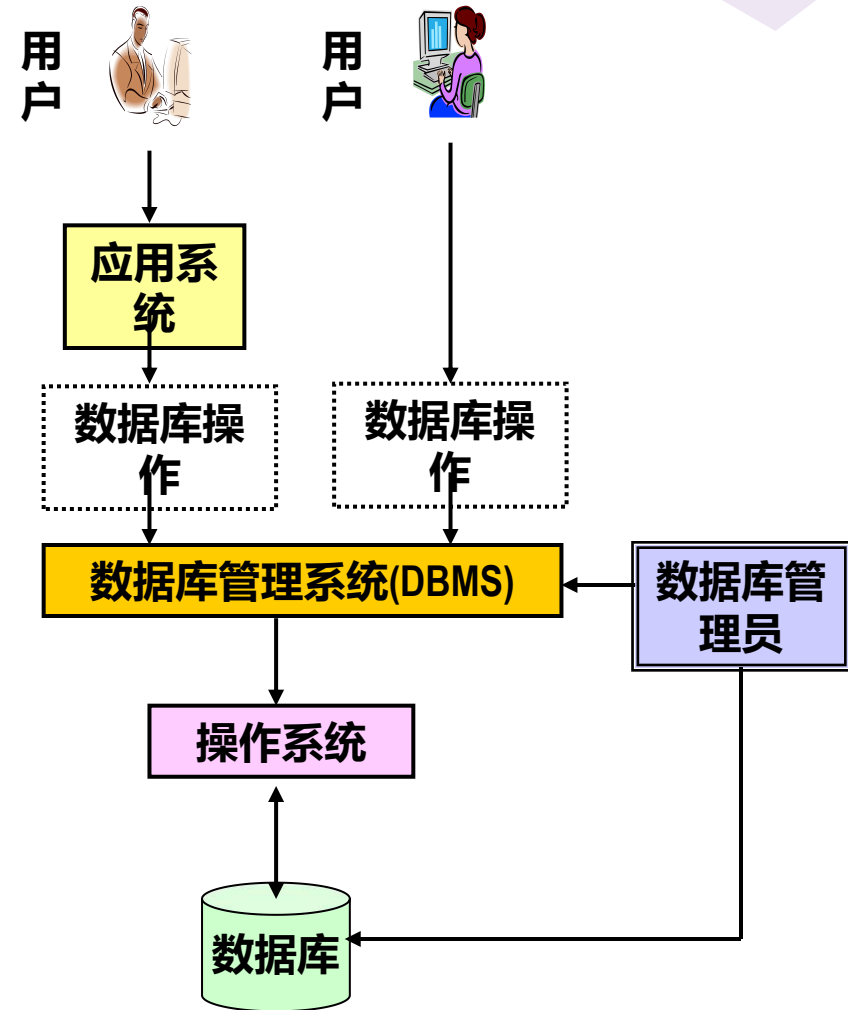 用
户
用
户
应用系
统
数据库操
作
数据库操
作
数据库管理系统(DBMS)
数据库管
理员
操作系统
数据库